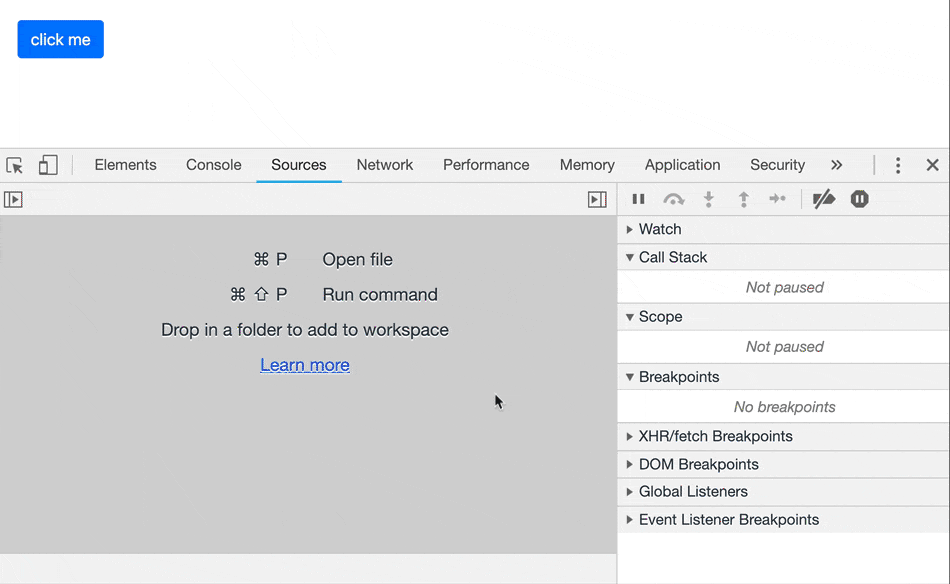 click me
Elements Console Sources Network Performance Memory Application Security »
⌘ P Open file
⌘ ⇧ P Run command
Drop in a folder to add to workspace
Learn more
Watch
Call Stack
Not paused
Scope
Not paused
Breakpoints
No breakpoints
XHR/fetch Breakpoints
DOM Breakpoints
Global Listeners
Event Listener Breakpoints